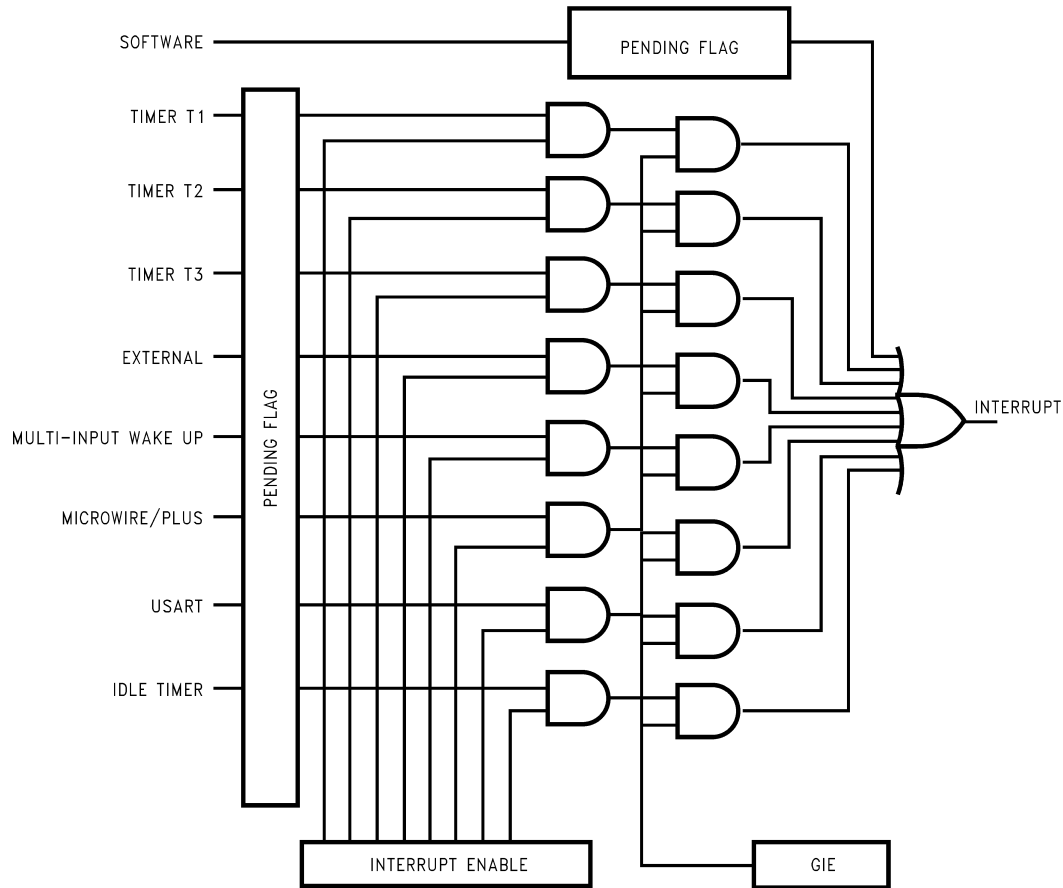 SOFTWARE
PENDING FLAG
TIMER T1
TIMER T2
TIMER T3
EXTERNAL
MULTI-INPUT WAKE UP
MICROWIRE/PLUS
USART
IDLE TIMER
PENDING FLAG
INTERRUPT
INTERRUPT ENABLE
GIE